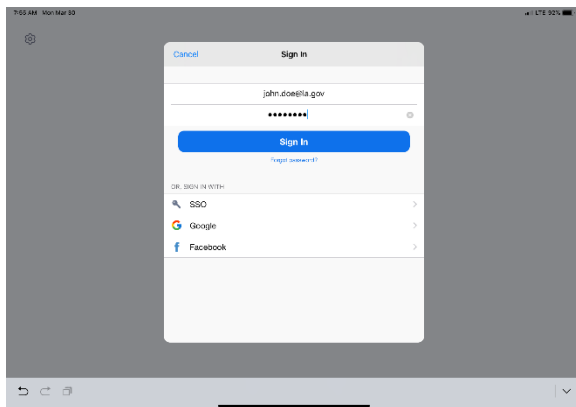 7:55 AM Mon Mar 30
LTE 92%
Cancel
Sign In
john.doe@la.gov
Sign In
Forgot password?
OR, SIGN IN WITH
SSO
Google
Facebook